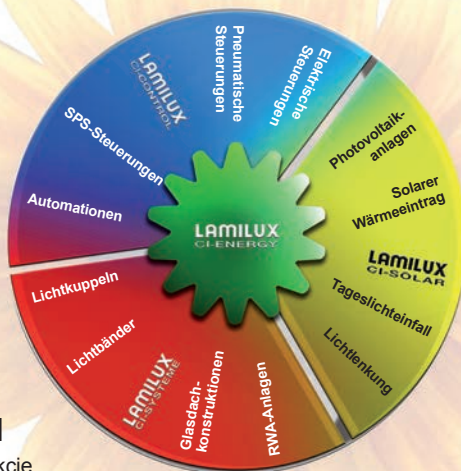 LAMILUX
CI-CONTROL
Pneumatische
Steuerungen
Elektrische
Steuerungen
SPS-Steuerungen
Automationen
Photovoltaik-
anlagen
Solarer
Wärmeeintrag
LAMILUX
CI-SOLAR
Tageslichteinfall
Lichtlenkung
LAMILUX
CI-ENERGY
Lichtkuppeln
Lichtbänder
LAMILUX
CI-SYSTEME
Glasdach-
konstruktionen
RWA-Anlagen